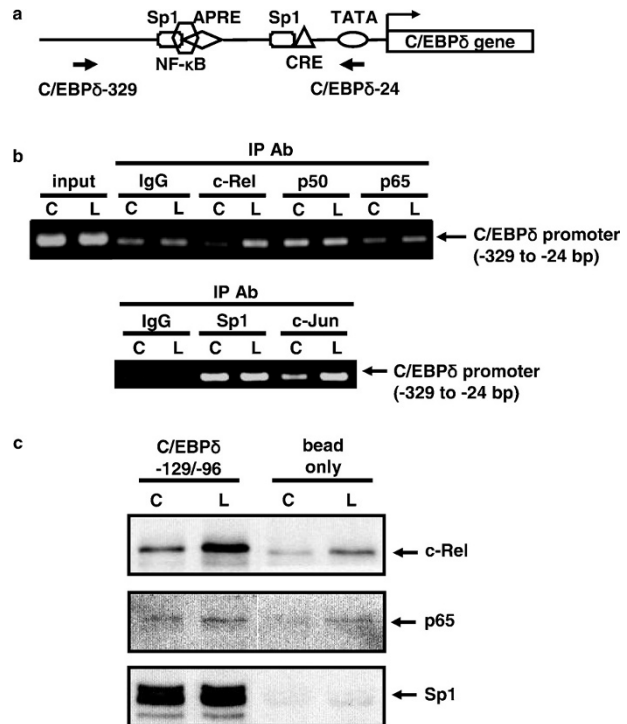 a
Sp1 APRE Sp1 TATA
C/EBPδ gene
NF-κB CRE
C/EBPδ-329 C/EBPδ-24
b
IP Ab
input IgG c-Rel p50 p65
C L C L C L C L C L
C/EBPδ promoter
(-329 to -24 bp)
IP Ab
IgG Sp1 c-Jun
C L C L C L
C/EBPδ promoter
(-329 to -24 bp)
c
C/EBPδ bead
-129/-96 only
C L C L
c-Rel
p65
Sp1